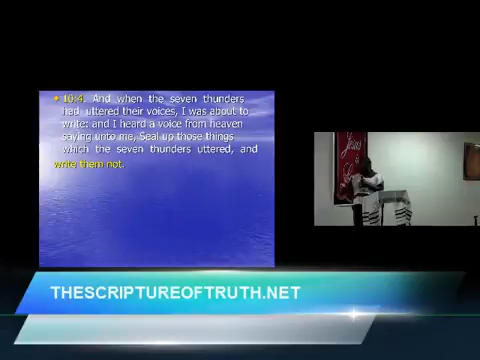 • 10:4. And when the seven thunders
had uttered their voices, I was about to
write: and I heard a voice from heaven
saying unto me, Seal up those things
which the seven thunders uttered, and
write them not.
Jesus
is
THESCRIPTUREOFTRUTH.NET